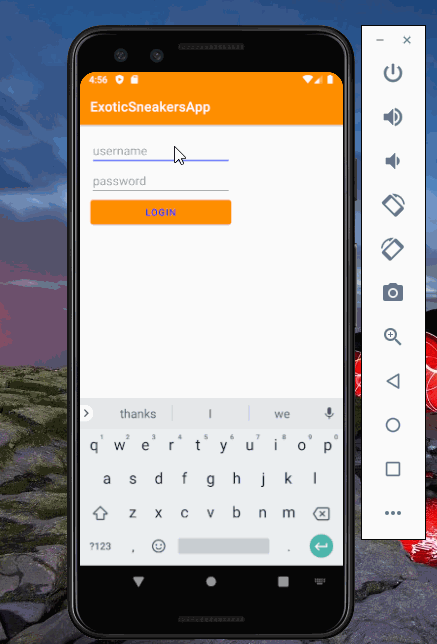 4:56
ExoticSneakersApp
username
password
LOGIN
thanks I we
q1 w2 e3 r4 t5 y6 u7 i8 o9 p0
a s d f g h j k l
z x c v b n m
?123 , .